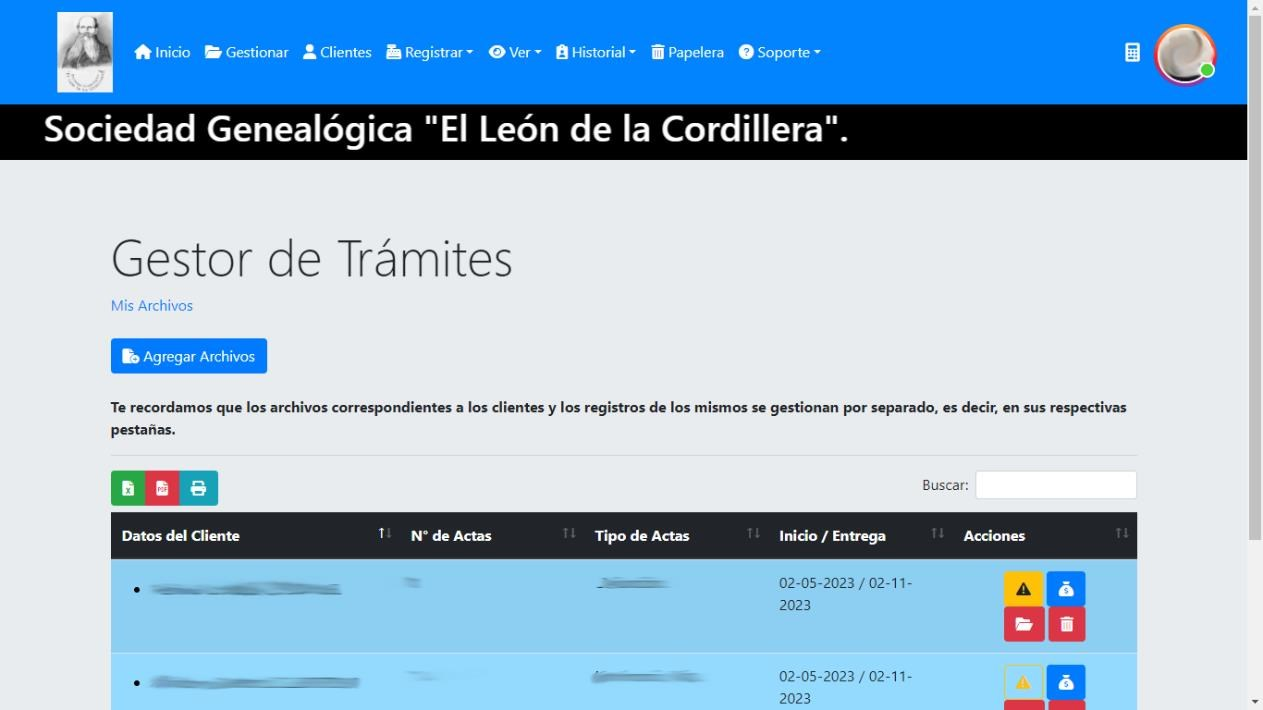 Inicio Gestionar Clientes Registrar Ver Historial Papelera Soporte
Sociedad Genealógica "El León de la Cordillera".
Gestor de Trámites
Mis Archivos
Agregar Archivos
Te recordamos que los archivos correspondientes a los clientes y los registros de los mismos se gestionan por separado, es decir, en sus respectivas
pestañas.
Buscar:
Datos del Cliente N° de Actas Tipo de Actas Inicio / Entrega Acciones
02-05-2023 / 02-11-
2023
02-05-2023 / 02-11-
2023